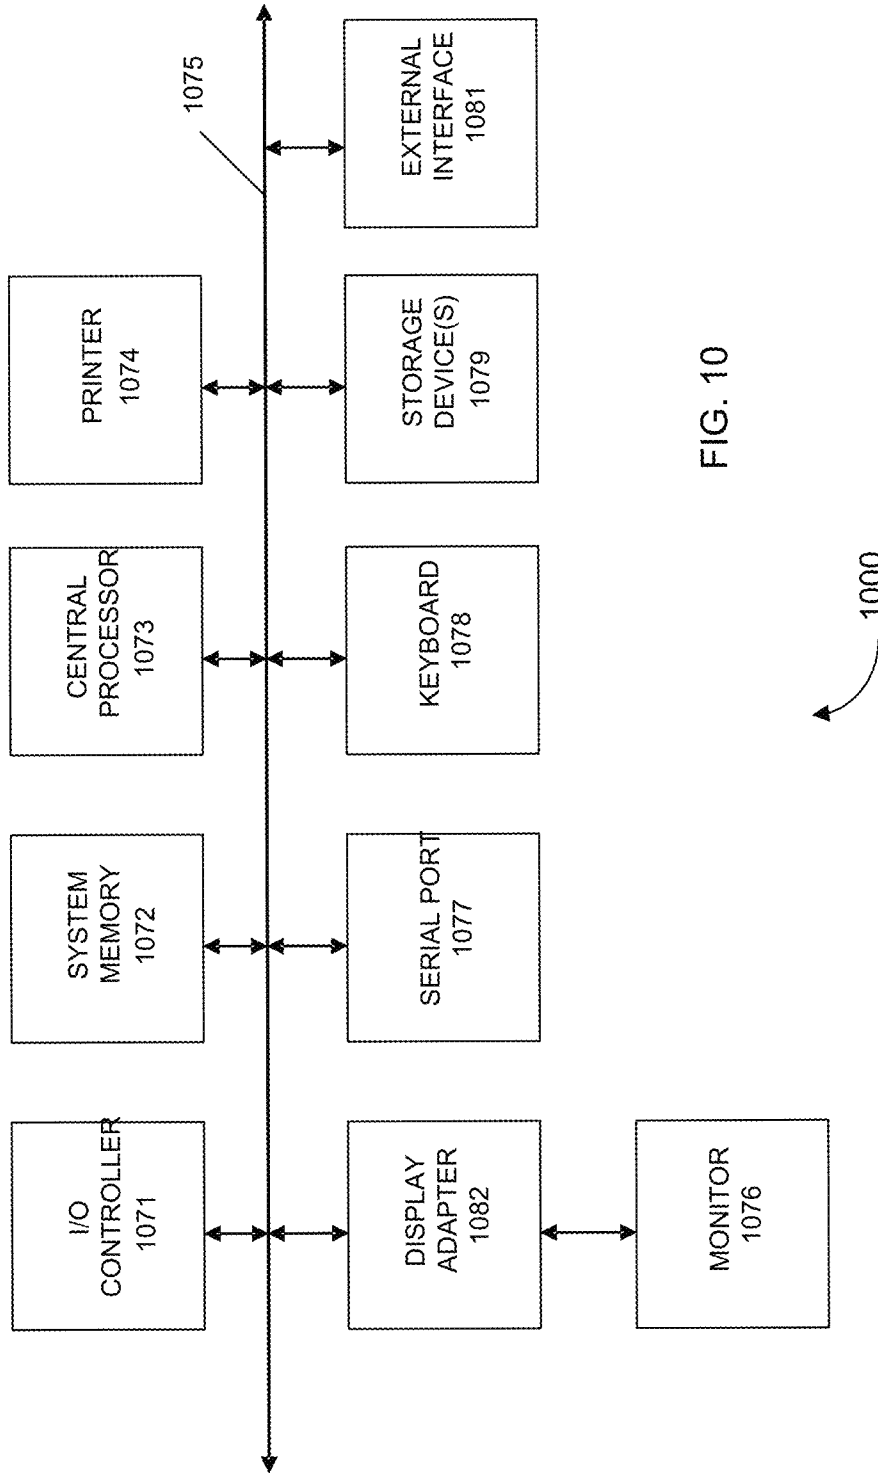 I/O
CONTROLLER
1071
SYSTEM
MEMORY
1072
CENTRAL
PROCESSOR
1073
PRINTER
1074
1075
DISPLAY
ADAPTER
1082
SERIAL PORT
1077
KEYBOARD
1078
STORAGE
DEVICE(S)
1079
EXTERNAL
INTERFACE
1081
MONITOR
1076
FIG. 10
1000